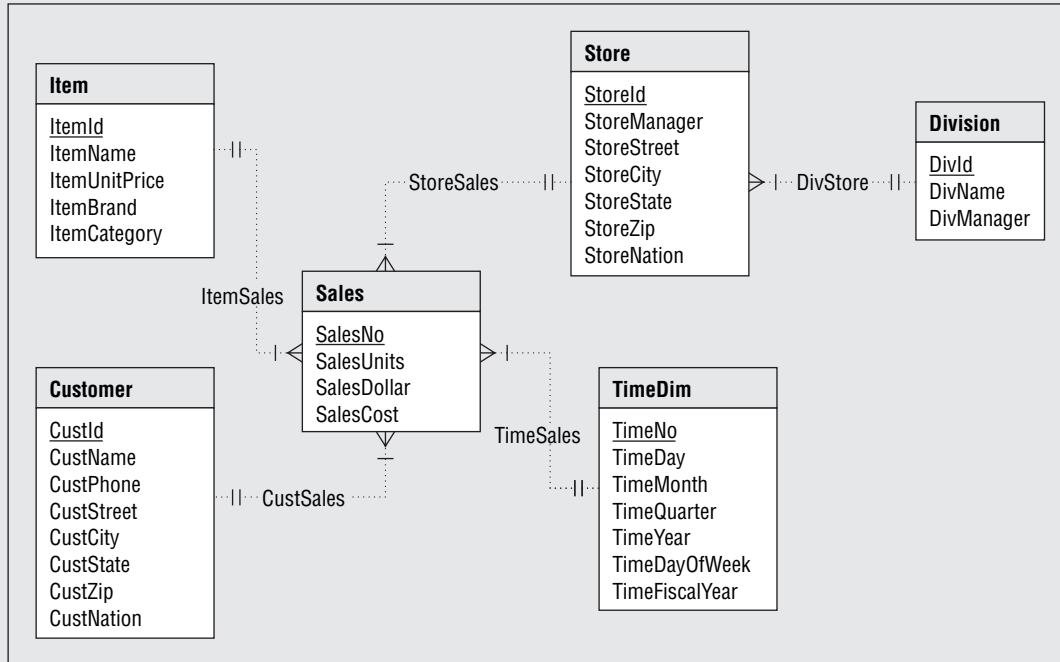 Item
ItemId
ItemName
ItemUnitPrice
ItemBrand
ItemCategory
Store
StoreId
StoreManager
StoreStreet
StoreCity
StoreState
StoreZip
StoreNation
Division
DivId
DivName
DivManager
StoreSales
DivStore
ItemSales
Sales
SalesNo
SalesUnits
SalesDollar
SalesCost
Customer
CustId
CustName
CustPhone
CustStreet
CustCity
CustState
CustZip
CustNation
CustSales
TimeSales
TimeDim
TimeNo
TimeDay
TimeMonth
TimeQuarter
TimeYear
TimeDayOfWeek
TimeFiscalYear